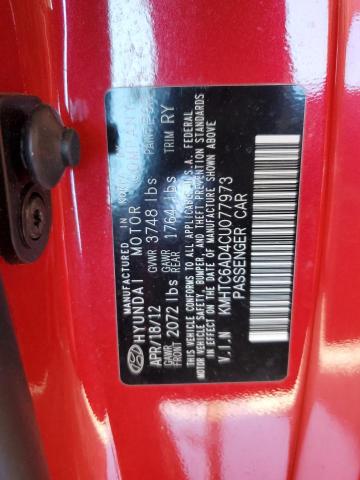 MANUFACTURED BY
HYUNDAI MOTOR
APR/18/12 GVWR 3748 lbs
GAWR FRONT 2072 lbs GAWR REAR 1764 lbs TRIM RY
THIS VEHICLE CONFORMS TO ALL APPLICABLE U.S.A. FEDERAL
MOTOR VEHICLE SAFETY, BUMPER, AND THEFT PREVENTION STANDARDS
IN EFFECT ON THE DATE OF MANUFACTURE SHOWN ABOVE.
V.I.N KMHTC6AD4CU077973
PASSENGER CAR